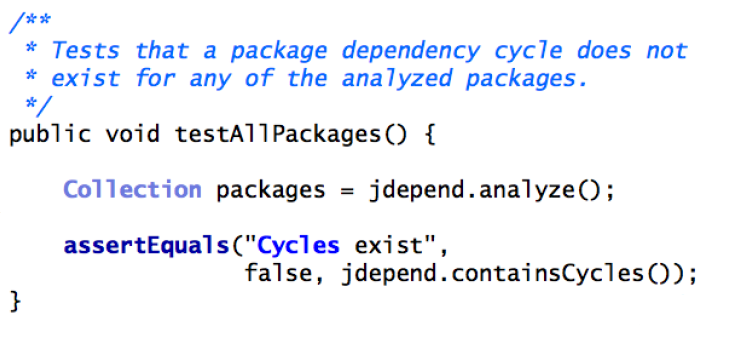 /**
 * Tests that a package dependency cycle does not
 * exist for any of the analyzed packages.
 */
public void testAllPackages() {
    Collection packages = jdepend.analyze();
    assertEquals("Cycles exist",
                 false, jdepend.containsCycles());
}